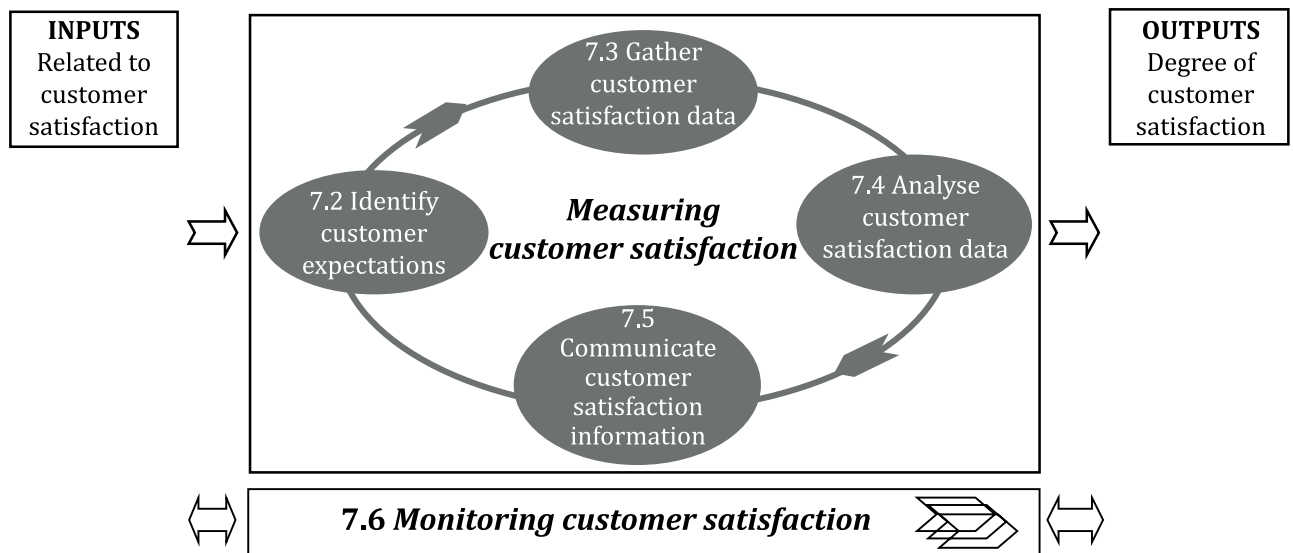 INPUTS
Related to
customer
satisfaction
7.3 Gather
customer
satisfaction data
OUTPUTS
Degree of
customer
satisfaction
7.2 Identify
customer
expectations
Measuring
customer satisfaction
7.4 Analyse
customer
satisfaction data
7.5
Communicate
customer
satisfaction
information
7.6 Monitoring customer satisfaction